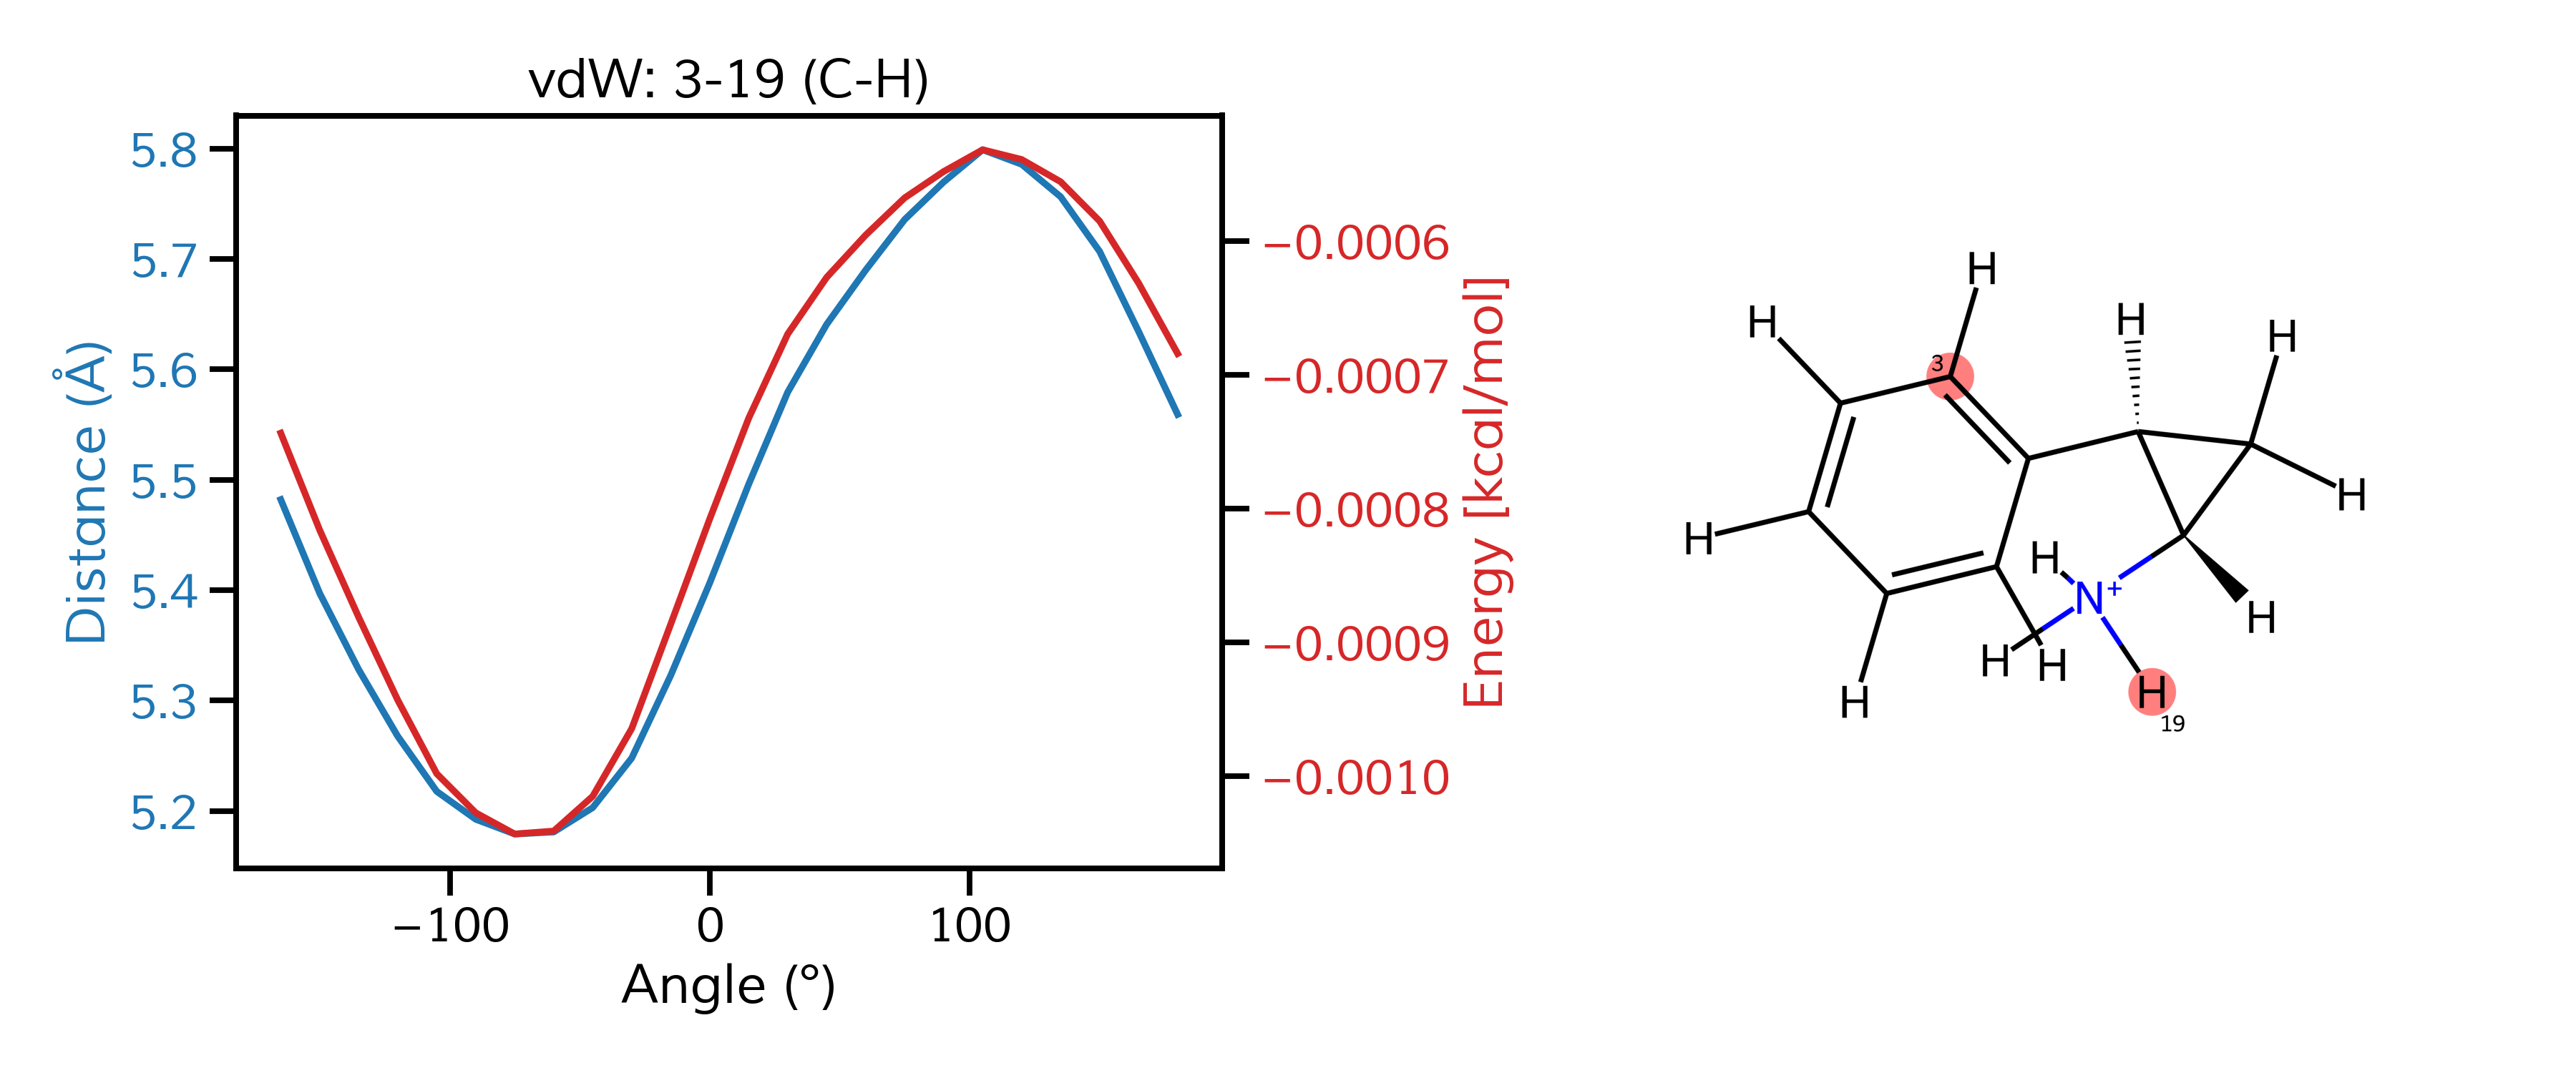 vdW: 3-19 (C-H)
5.8
5.7
5.6
5.5
5.4
5.3
5.2
Distance (Å)
−100 0 100
Angle (°)
−0.0006
−0.0007
−0.0008
−0.0009
−0.0010
Energy [kcal/mol]
H
H
H
H
3
H
H
H
H
N+
H
H
H
H
H
19